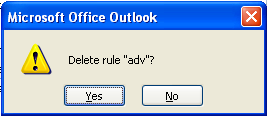 Microsoft Office Outlook
Delete rule "adv"?
Yes
No